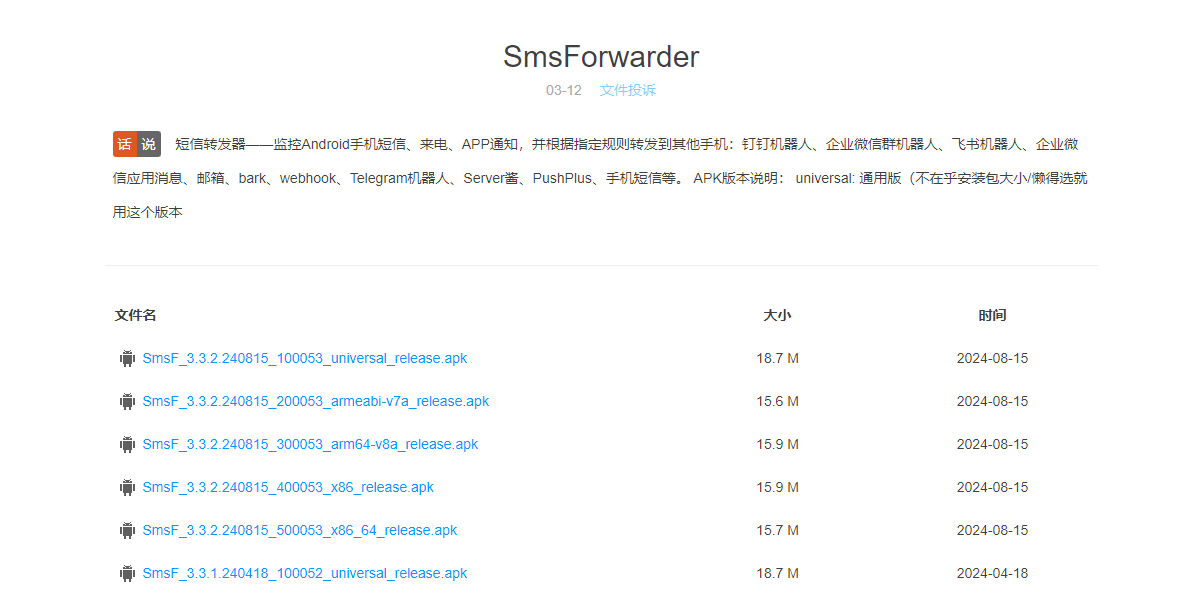 SmsForwarder
03-12 文件投诉
话说 短信转发器——监控Android手机短信、来电、APP通知，并根据指定规则转发到其他手机：钉钉机器人、企业微信群机器人、飞书机器人、企业微
信应用消息、邮箱、bark、webhook、Telegram机器人、Server酱、PushPlus、手机短信等。 APK版本说明： universal: 通用版（不在乎安装包大小/懒得选就
用这个版本
文件名 大小 时间
SmsF_3.3.2.240815_100053_universal_release.apk 18.7 M 2024-08-15
SmsF_3.3.2.240815_200053_armeabi-v7a_release.apk 15.6 M 2024-08-15
SmsF_3.3.2.240815_300053_arm64-v8a_release.apk 15.9 M 2024-08-15
SmsF_3.3.2.240815_400053_x86_release.apk 15.9 M 2024-08-15
SmsF_3.3.2.240815_500053_x86_64_release.apk 15.7 M 2024-08-15
SmsF_3.3.1.240418_100052_universal_release.apk 18.7 M 2024-04-18